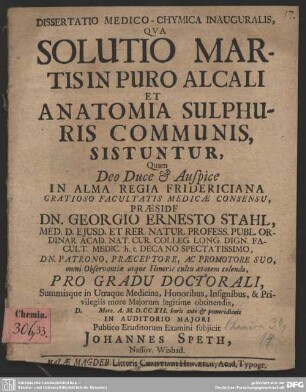 17.
DISSERTATIO MEDICO-CHYMICA INAUGURALIS,
QVA
SOLUTIO MAR-
TIS IN PURO ALCALI
ET
ANATOMIA SULPHU-
RIS COMMUNIS,
SISTUNTUR,
Quam
Deo Duce & Auspice
IN ALMA REGIA FRIDERICIANA
GRATIOSO FACULTATIS MEDICÆ CONSENSU,
PRÆSIDE
DN. GEORGIO ERNESTO STAHL,
MED. D. EJUSD. ET RER. NATUR. PROFESS. PUBL. OR-
DINAR. ACAD. NAT. CUR. COLLEG. LONG. DIGN. FA-
CULT. MEDIC. h. t. DECANO SPECTATISSIMO,
DN. PATRONO, PRÆCEPTORE, AC PROMOTORE SUO,
omni Observantiæ atque Honoris cultu ætatem colendo,
PRO GRADU DOCTORALI,
Summisque in Utraque Medicina, Honoribus, Insignibus, & Pri-
vilegiis more Majorum legitime obtinendis,
D. Mart. A. M.DCC XII. horis ante & pomeridianis
IN AUDITORIO MAJORI
Publico Eruditorum Examini subjicit
JOHANNES SPETH,
Nassov. Wisbad.
HALÆ MAGDEB. Litteris CHRISTIANI HENCKELII, Acad. Typogr.
Chemia.
306,33.